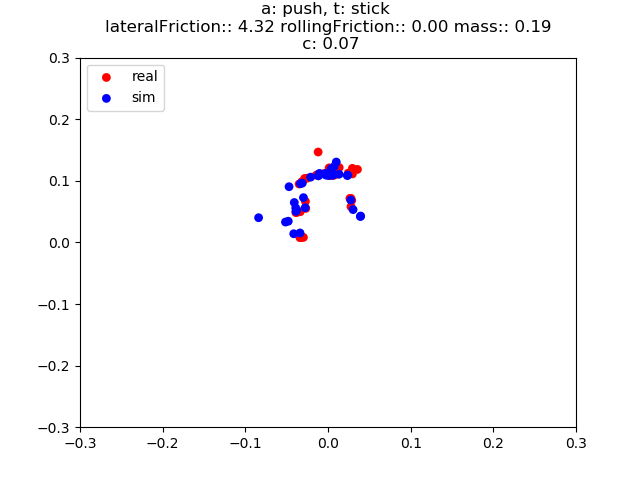 a: push, t: stick
lateralFriction:: 4.32 rollingFriction:: 0.00 mass:: 0.19
c: 0.07
real
sim
0.3
0.2
0.1
0.0
−0.1
−0.2
−0.3
−0.3
−0.2
−0.1
0.0
0.1
0.2
0.3